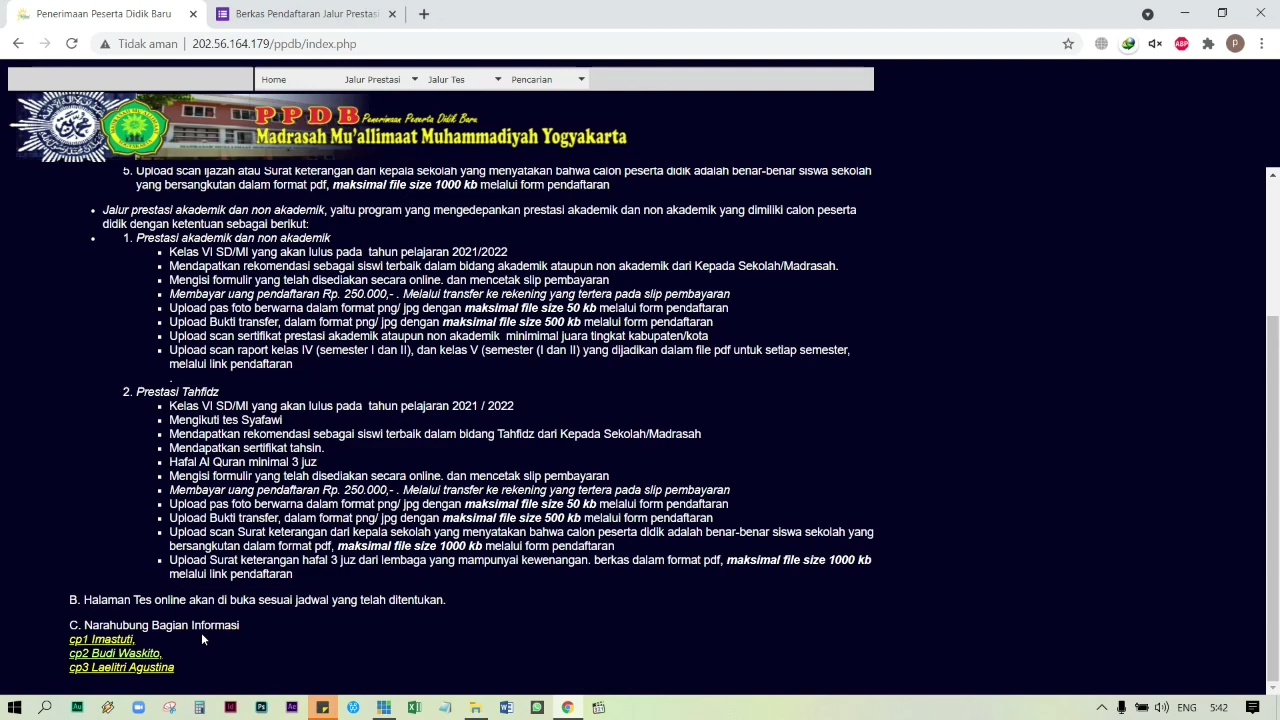 Penerimaan Peserta Didik Baru
Berkas Pendaftaran Jalur Prestasi
Tidak aman
202.56.164.179/ppdb/index.php
ABP
P
Home
Jalur Prestasi
Jalur Tes
Pencarian
PPDB Penerimaan Peserta Didik Baru
Madrasah Mu'allimaat Muhammadiyah Yogyakarta
5. Upload scan ijazah atau Surat keterangan dari kepala sekolah yang menyatakan bahwa calon peserta didik adalah benar-benar siswa sekolah
yang bersangkutan dalam format pdf, maksimal file size 1000 kb melalui form pendaftaran
• Jalur prestasi akademik dan non akademik, yaitu program yang mengedepankan prestasi akademik dan non akademik yang dimiliki calon peserta
didik dengan ketentuan sebagai berikut:
• 1. Prestasi akademik dan non akademik
▪ Kelas VI SD/MI yang akan lulus pada tahun pelajaran 2021/2022
▪ Mendapatkan rekomendasi sebagai siswi terbaik dalam bidang akademik ataupun non akademik dari Kepada Sekolah/Madrasah.
▪ Mengisi formulir yang telah disediakan secara online. dan mencetak slip pembayaran
▪ Membayar uang pendaftaran Rp. 250.000,- . Melalui transfer ke rekening yang tertera pada slip pembayaran
▪ Upload pas foto berwarna dalam format png/ jpg dengan maksimal file size 50 kb melalui form pendaftaran
▪ Upload Bukti transfer, dalam format png/ jpg dengan maksimal file size 500 kb melalui form pendaftaran
▪ Upload scan sertifikat prestasi akademik ataupun non akademik minimimal juara tingkat kabupaten/kota
▪ Upload scan raport kelas IV (semester I dan II), dan kelas V (semester (I dan II) yang dijadikan dalam file pdf untuk setiap semester,
melalui link pendaftaran
.
2. Prestasi Tahfidz
▪ Kelas VI SD/MI yang akan lulus pada tahun pelajaran 2021 / 2022
▪ Mengikuti tes Syafawi
▪ Mendapatkan rekomendasi sebagai siswi terbaik dalam bidang Tahfidz dari Kepada Sekolah/Madrasah
▪ Mendapatkan sertifikat tahsin.
▪ Hafal Al Quran minimal 3 juz
▪ Mengisi formulir yang telah disediakan secara online. dan mencetak slip pembayaran
▪ Membayar uang pendaftaran Rp. 250.000,- . Melalui transfer ke rekening yang tertera pada slip pembayaran
▪ Upload pas foto berwarna dalam format png/ jpg dengan maksimal file size 50 kb melalui form pendaftaran
▪ Upload Bukti transfer, dalam format png/ jpg dengan maksimal file size 500 kb melalui form pendaftaran
▪ Upload scan Surat keterangan dari kepala sekolah yang menyatakan bahwa calon peserta didik adalah benar-benar siswa sekolah yang
bersangkutan dalam format pdf, maksimal file size 1000 kb melalui form pendaftaran
▪ Upload Surat keterangan hafal 3 juz dari lembaga yang mampunyai kewenangan. berkas dalam format pdf, maksimal file size 1000 kb
melalui link pendaftaran
B. Halaman Tes online akan di buka sesuai jadwal yang telah ditentukan.
C. Narahubung Bagian Informasi
cp1 Imastuti,
cp2 Budi Waskito,
cp3 Laelitri Agustina
Au
Id
Ps
Ae
ENG
5:42